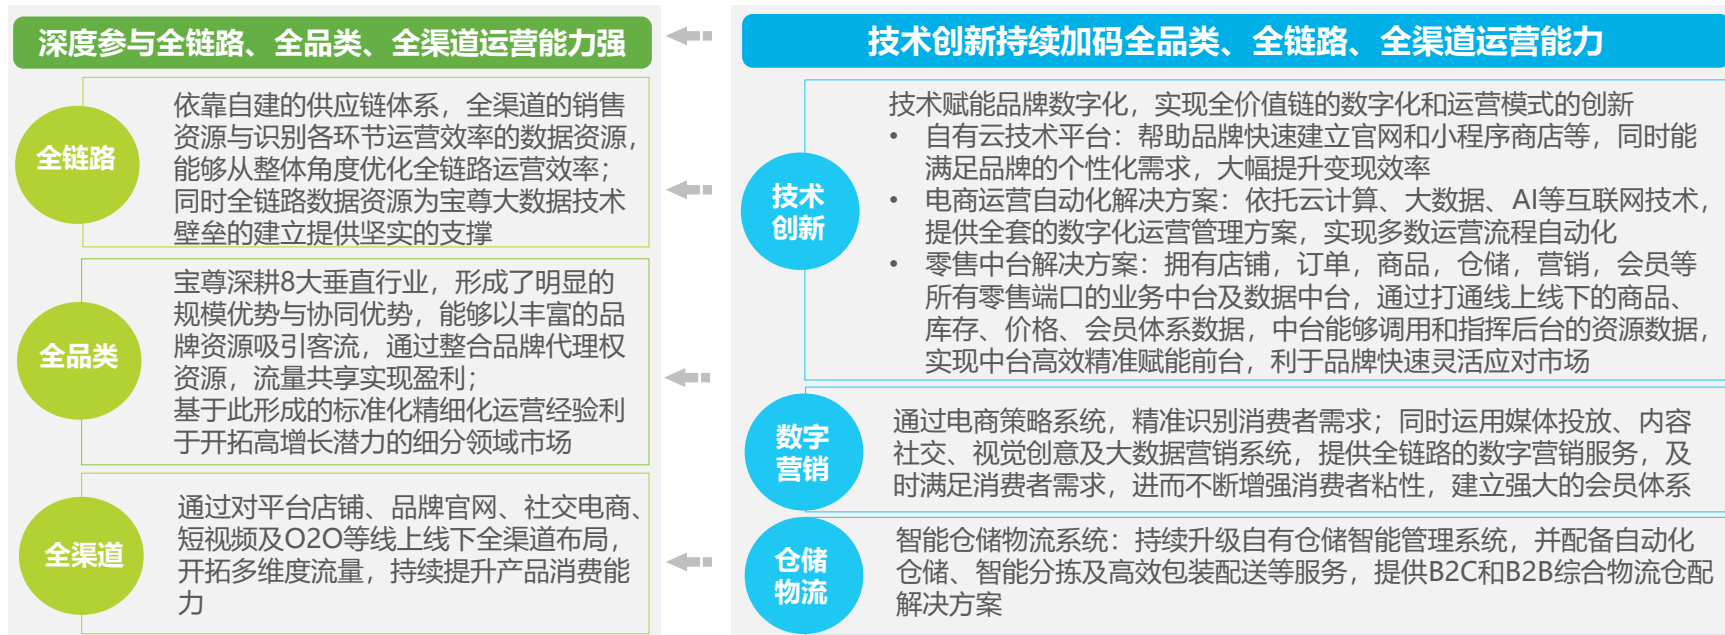 深度参与全链路、全品类、全渠道运营能力强
全链路
依靠自建的供应链体系，全渠道的销售
资源与识别各环节运营效率的数据资源，
能够从整体角度优化全链路运营效率；
同时全链路数据资源为宝尊大数据技术
壁垒的建立提供坚实的支撑
全品类
宝尊深耕8大垂直行业，形成了明显的
规模优势与协同优势，能够以丰富的品
牌资源吸引客流，通过整合品牌代理权
资源，流量共享实现盈利；
基于此形成的标准化精细化运营经验利
于开拓高增长潜力的细分领域市场
全渠道
通过对平台店铺、品牌官网、社交电商、
短视频及O2O等线上线下全渠道布局，
开拓多维度流量，持续提升产品消费能
力
技术创新持续加码全品类、全链路、全渠道运营能力
技术
创新
技术赋能品牌数字化，实现全价值链的数字化和运营模式的创新
• 自有云技术平台：帮助品牌快速建立官网和小程序商店等，同时能
满足品牌的个性化需求，大幅提升变现效率
• 电商运营自动化解决方案：依托云计算、大数据、AI等互联网技术，
提供全套的数字化运营管理方案，实现多数运营流程自动化
• 零售中台解决方案：拥有店铺，订单，商品，仓储，营销，会员等
所有零售端口的业务中台及数据中台，通过打通线上线下的商品、
库存、价格、会员体系数据，中台能够调用和指挥后台的资源数据，
实现中台高效精准赋能前台，利于品牌快速灵活应对市场
数字
营销
通过电商策略系统，精准识别消费者需求；同时运用媒体投放、内容
社交、视觉创意及大数据营销系统，提供全链路的数字营销服务，及
时满足消费者需求，进而不断增强消费者粘性，建立强大的会员体系
仓储
物流
智能仓储物流系统：持续升级自有仓储智能管理系统，并配备自动化
仓储、智能分拣及高效包装配送等服务，提供B2C和B2B综合物流仓配
解决方案